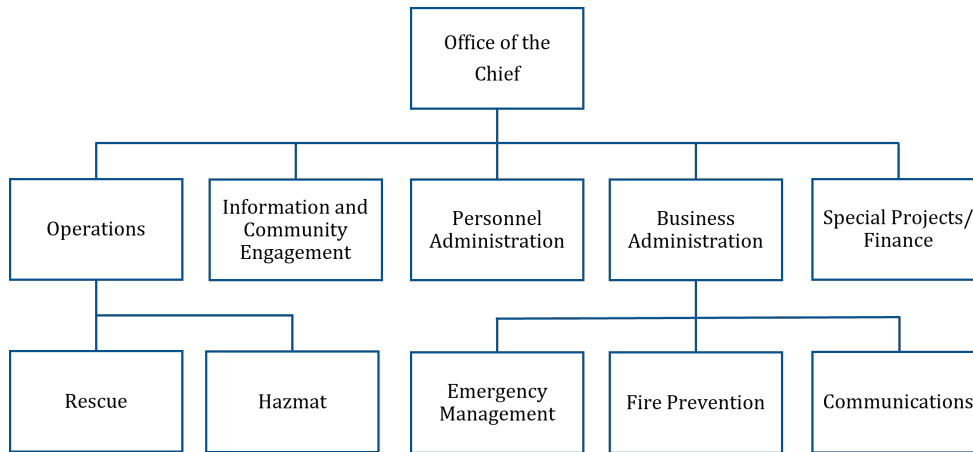 Office of the
Chief
Operations
Information and
Community
Engagement
Personnel
Administration
Business
Administration
Special Projects/
Finance
Rescue
Hazmat
Emergency
Management
Fire Prevention
Communications